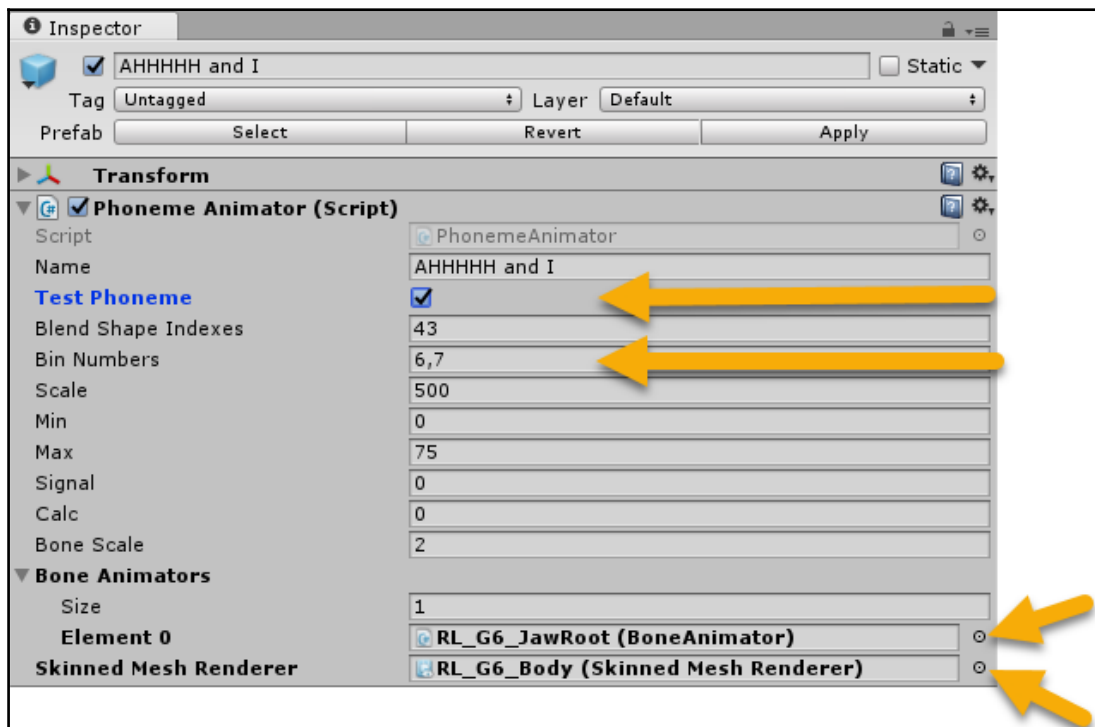 Inspector
AHHHHH and I Static
Tag Untagged Layer Default
Prefab Select Revert Apply
Transform
Phoneme Animator (Script)
Script PhonemeAnimator
Name AHHHHH and I
Test Phoneme
Blend Shape Indexes 43
Bin Numbers 6,7
Scale 500
Min 0
Max 75
Signal 0
Calc 0
Bone Scale 2
Bone Animators
Size 1
Element 0 RL_G6_JawRoot (BoneAnimator)
Skinned Mesh Renderer RL_G6_Body (Skinned Mesh Renderer)